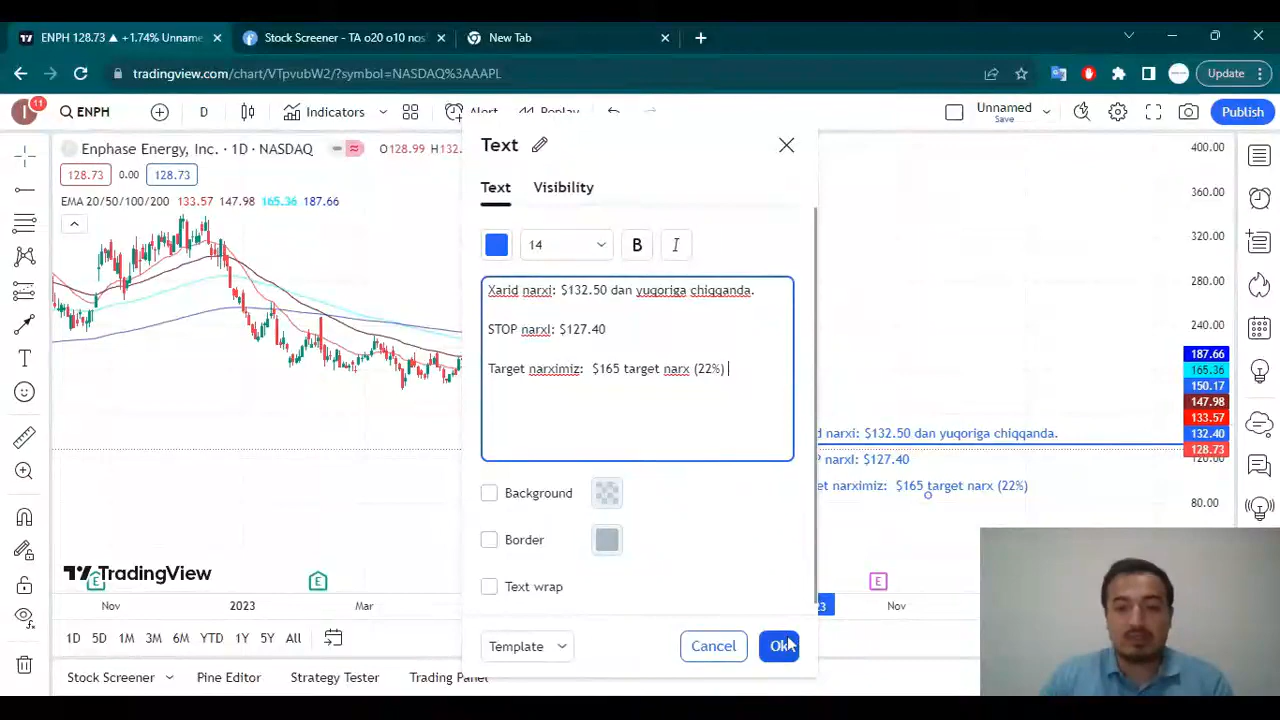 ENPH 128.73 ▲ +1.74% Unname
Stock Screener - TA o20 o10 nos
New Tab
tradingview.com/chart/VTpvubW2/?symbol=NASDAQ%3AAAPL
Update
11
ENPH
D
Indicators
Alert
Replay
Unnamed
Save
Publish
Enphase Energy, Inc. · 1D · NASDAQ
O128.99 H132.
128.73
0.00
128.73
EMA 20/50/100/200 133.57 147.98 165.36 187.66
Text
Text
Visibility
14
B
I
Xarid narxi: $132.50 dan yuqoriga chiqqanda.
STOP narxI: $127.40
Target narximiz: $165 target narx (22%)
Background
Border
Text wrap
Template
Cancel
Ok
d narxi: $132.50 dan yuqoriga chiqqanda.
P narxI: $127.40
et narximiz: $165 target narx (22%)
400.00
360.00
320.00
280.00
240.00
187.66
165.36
150.17
147.98
133.57
132.40
128.73
120.00
80.00
TradingView
E
E
E
Nov
2023
Mar
23
Nov
1D
5D
1M
3M
6M
YTD
1Y
5Y
All
Stock Screener
Pine Editor
Strategy Tester
Trading Panel